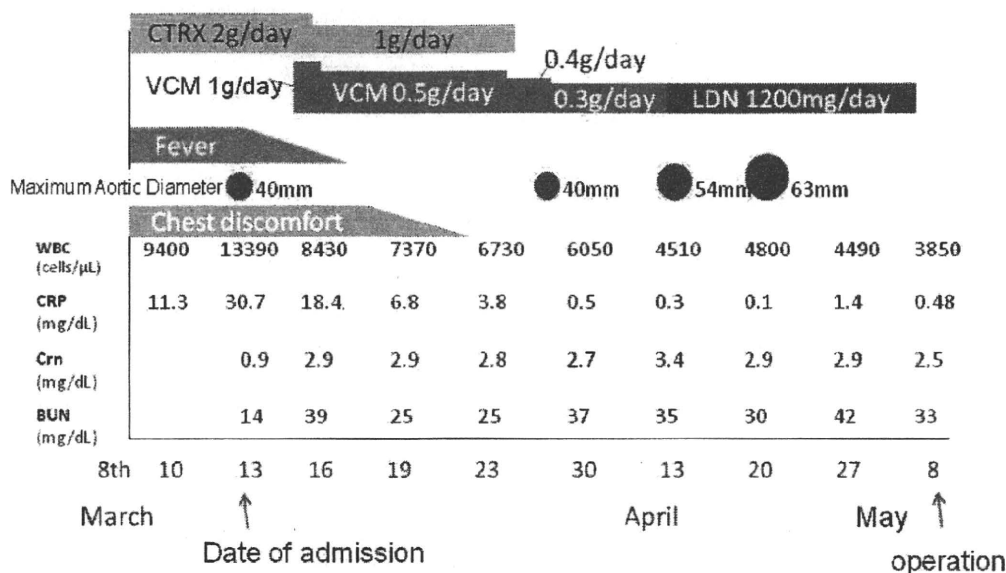 CTRX 2g/day 1g/day
0.4g/day
VCM 1g/day VCM 0.5g/day 0.3g/day LDN 1200mg/day
Fever
Maximum Aortic Diameter 40mm 40mm 54mm 63mm
Chest discomfort
WBC 9400 13390 8430 7370 6730 6050 4510 4800 4490 3850
(cells/μL)
CRP 11.3 30.7 18.4 6.8 3.8 0.5 0.3 0.1 1.4 0.48
(mg/dL)
Crn 0.9 2.9 2.9 2.8 2.7 3.4 2.9 2.9 2.5
(mg/dL)
BUN 14 39 25 25 37 35 30 42 33
(mg/dL)
8th 10 13 16 19 23 30 13 20 27 8
March April May
Date of admission
operation